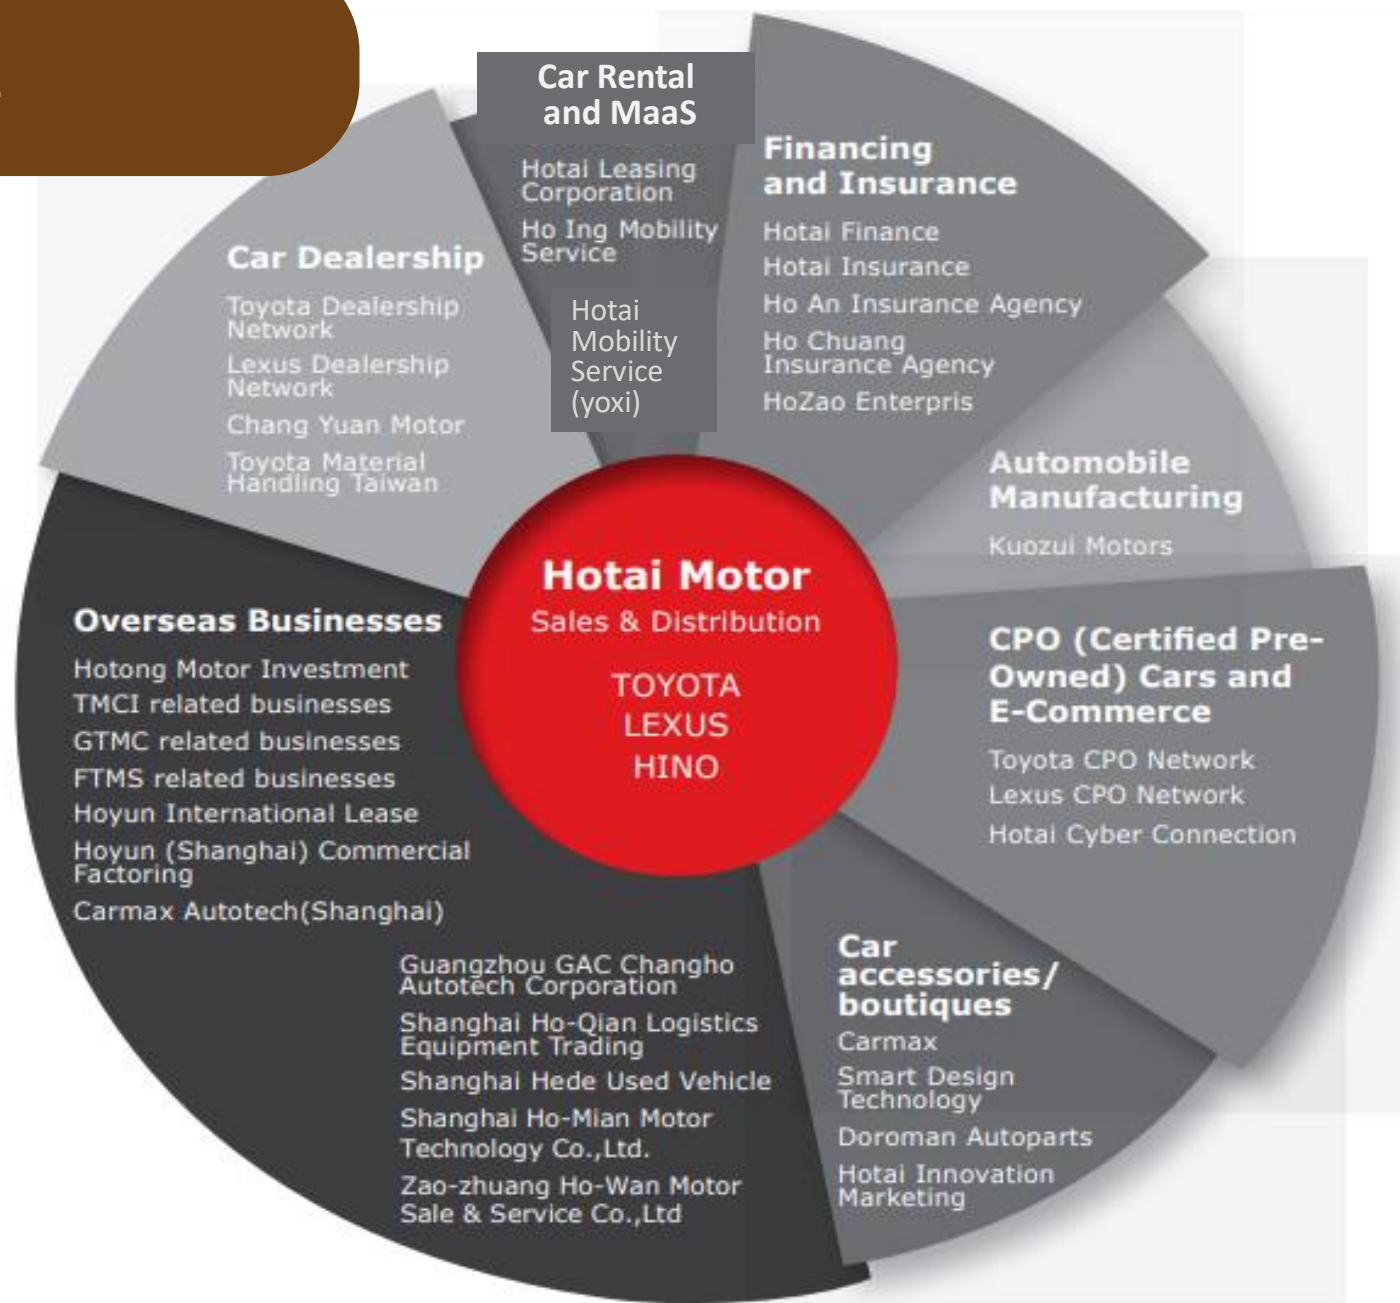 Car Rental
and MaaS
Hotai Leasing
Corporation
Ho Ing Mobility
Service
Hotai
Mobility
Service
(yoxi)
Financing
and Insurance
Hotai Finance
Hotai Insurance
Ho An Insurance Agency
Ho Chuang
Insurance Agency
HoZao Enterpris
Car Dealership
Toyota Dealership
Network
Lexus Dealership
Network
Chang Yuan Motor
Toyota Material
Handling Taiwan
Automobile
Manufacturing
Kuozui Motors
Hotai Motor
Sales & Distribution
TOYOTA
LEXUS
HINO
Overseas Businesses
Hotong Motor Investment
TMCI related businesses
GTMC related businesses
FTMS related businesses
Hoyun International Lease
Hoyun (Shanghai) Commercial
Factoring
Carmax Autotech(Shanghai)
Guangzhou GAC Changho
Autotech Corporation
Shanghai Ho-Qian Logistics
Equipment Trading
Shanghai Hede Used Vehicle
Shanghai Ho-Mian Motor
Technology Co.,Ltd.
Zao-zhuang Ho-Wan Motor
Sale & Service Co.,Ltd
CPO (Certified Pre-
Owned) Cars and
E-Commerce
Toyota CPO Network
Lexus CPO Network
Hotai Cyber Connection
Car
accessories/
boutiques
Carmax
Smart Design
Technology
Doroman Autoparts
Hotai Innovation
Marketing